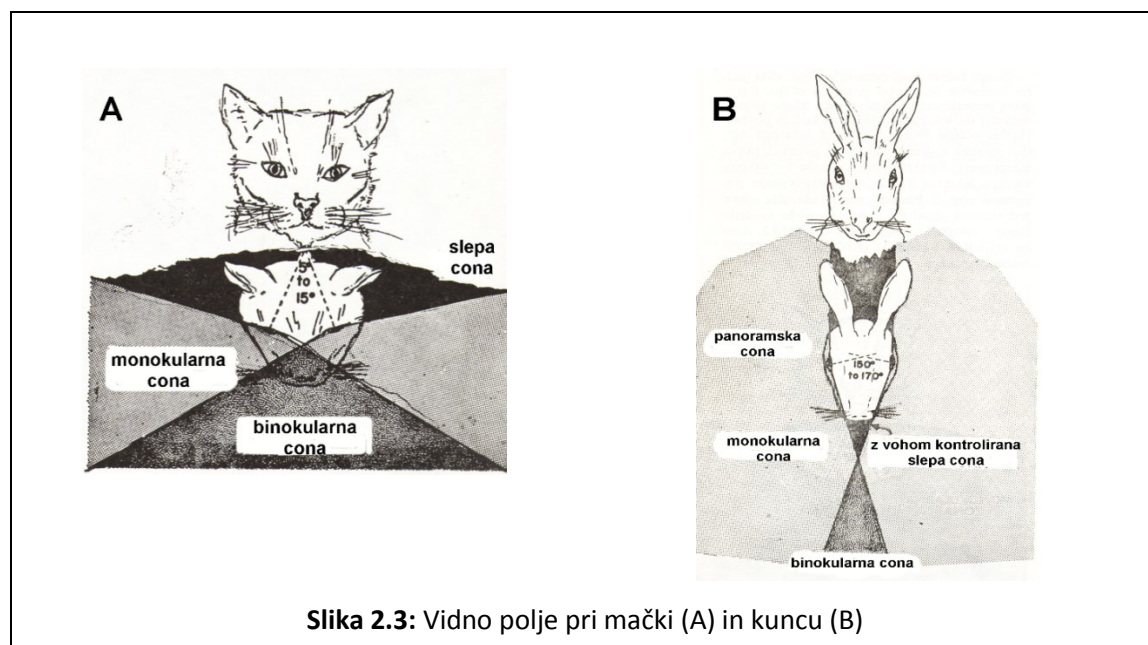 A
slepa
cona
5°
to
15°
monokularna
cona
binokularna
cona
B
panoramska
cona
150°
to 170°
monokularna
cona
z vohom kontrolirana
slepa cona
binokularna cona
Slika 2.3: Vidno polje pri mački (A) in kuncu (B)